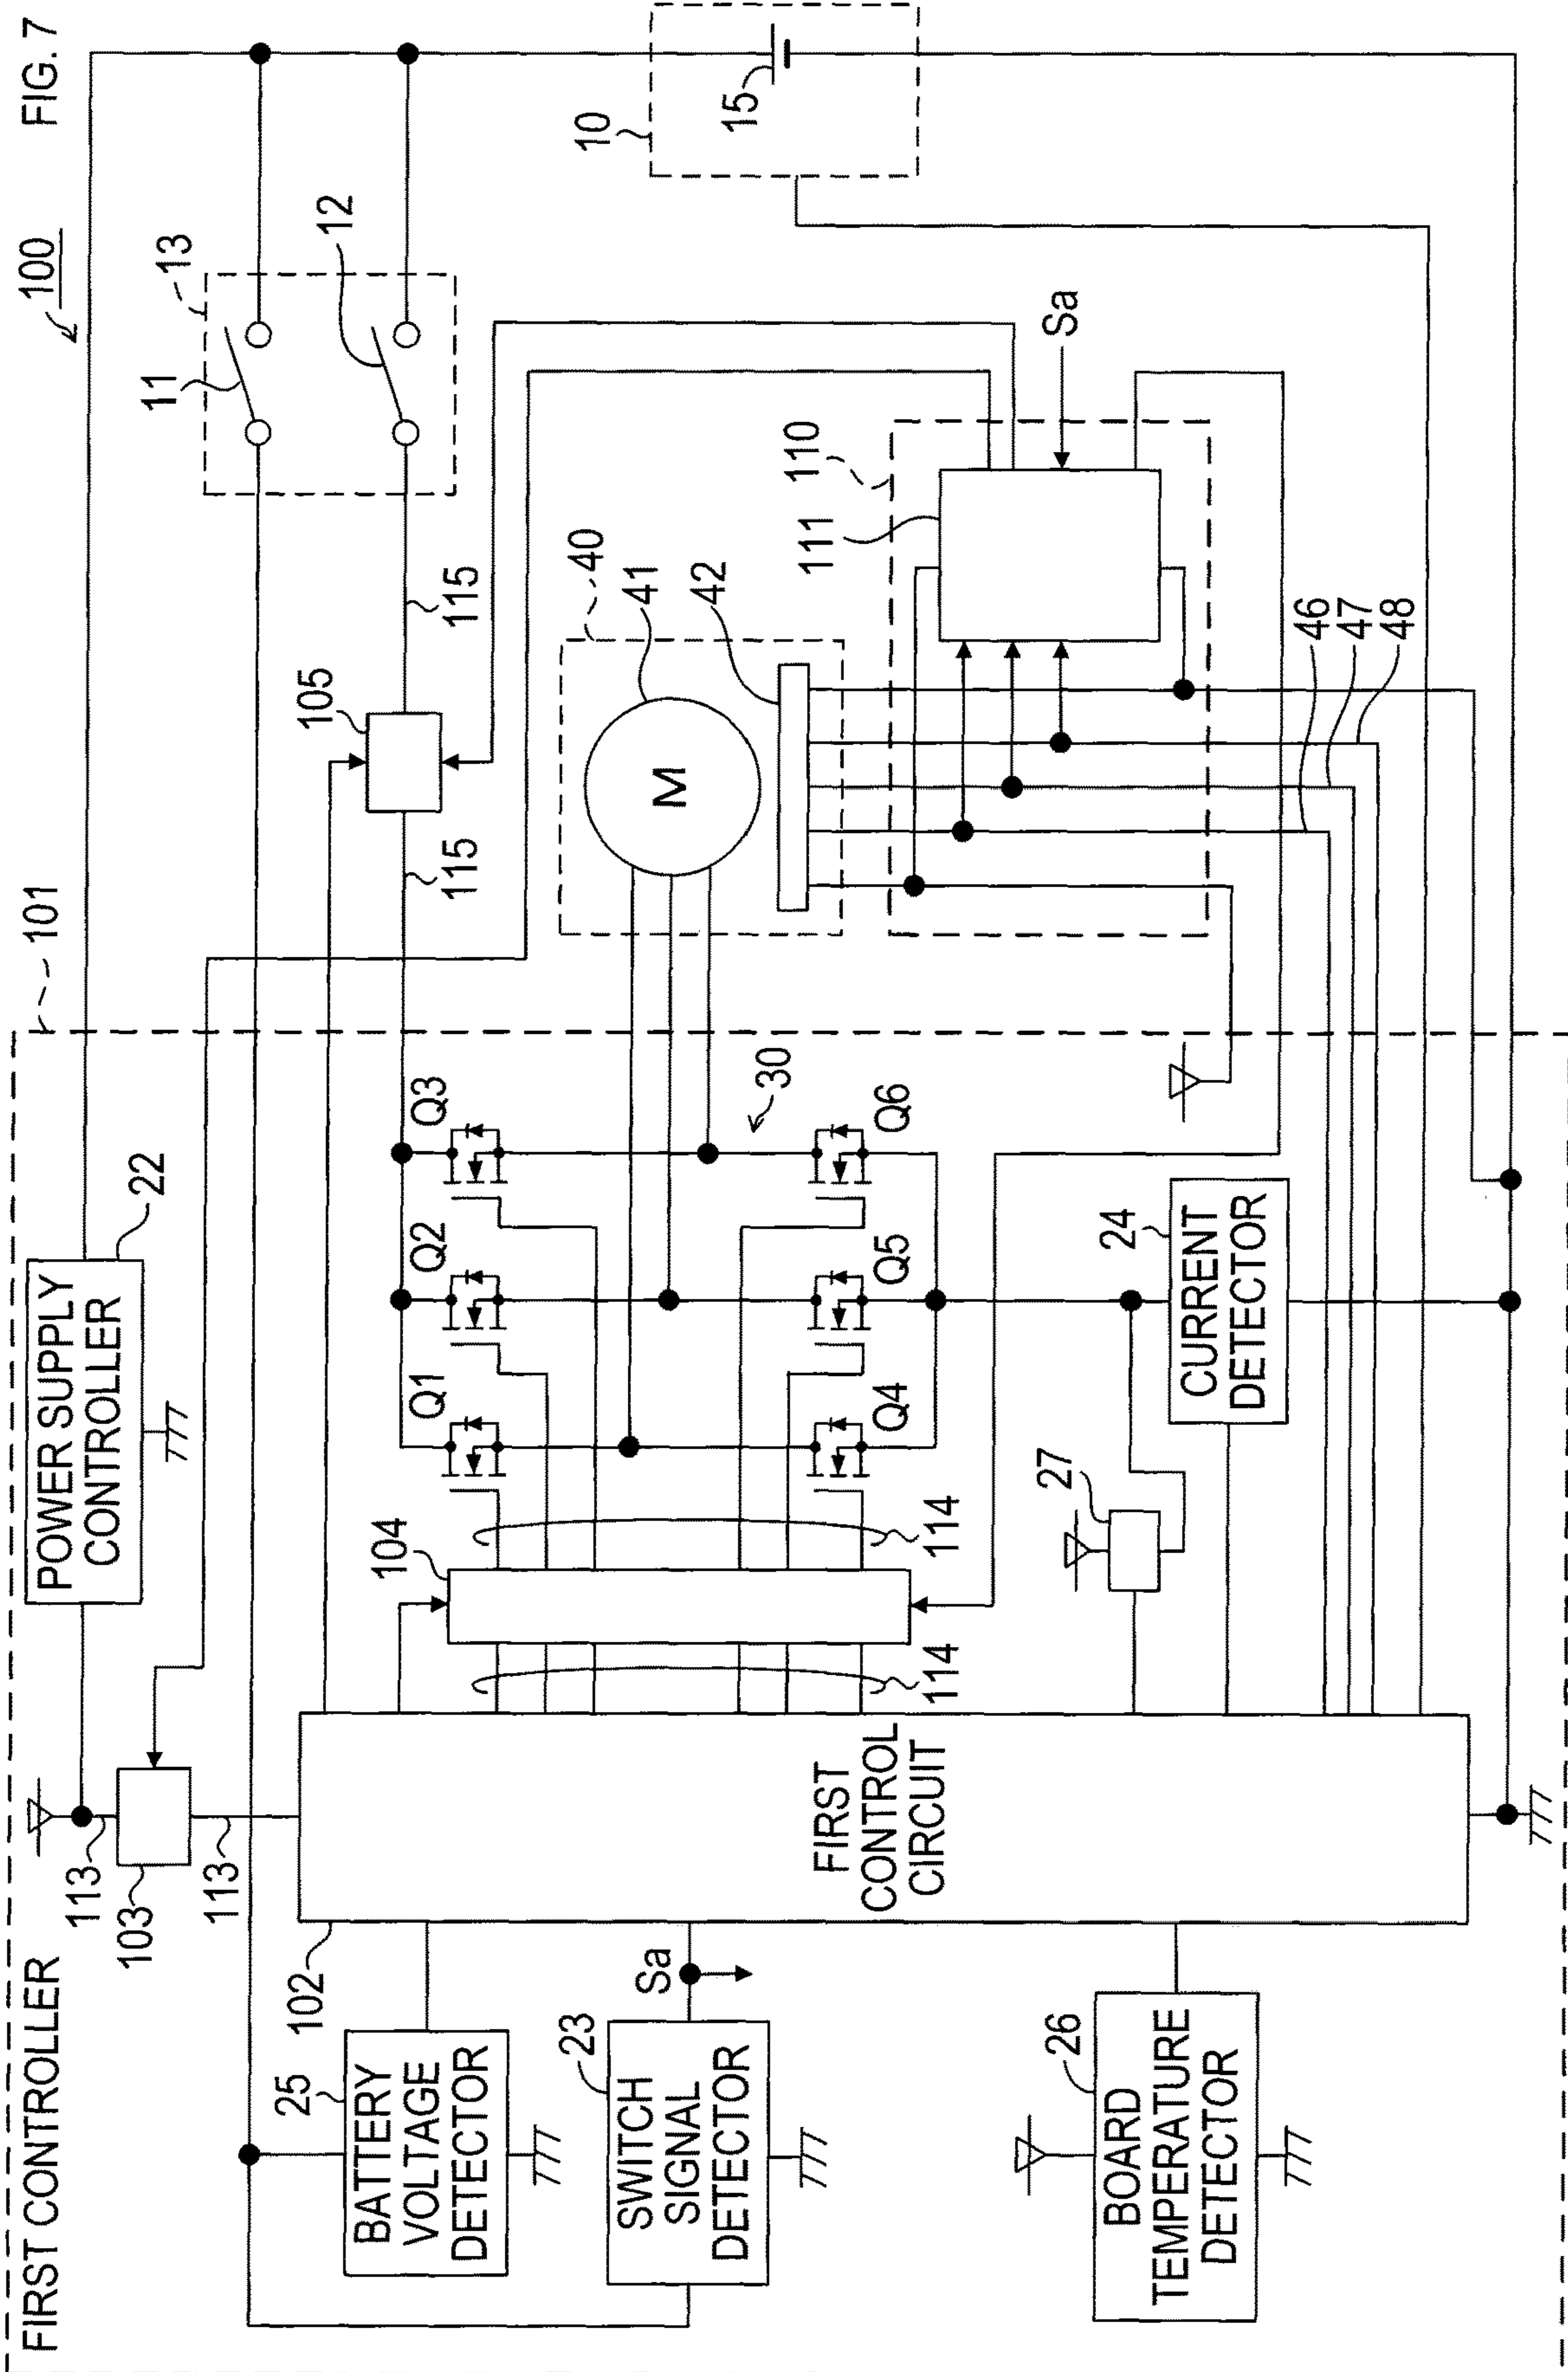 FIG. 7
100
FIRST CONTROLLER
101
113
103
113
POWER SUPPLY
CONTROLLER
22
11
13
12
105
115
115
102
25
BATTERY
VOLTAGE
DETECTOR
23
SWITCH
SIGNAL
DETECTOR
Sa
26
BOARD
TEMPERATURE
DETECTOR
FIRST
CONTROL
CIRCUIT
104
114
114
Q1
Q2
Q3
30
Q4
Q5
Q6
27
24
CURRENT
DETECTOR
40
41
M
42
110
111
Sa
46
47
48
10
15